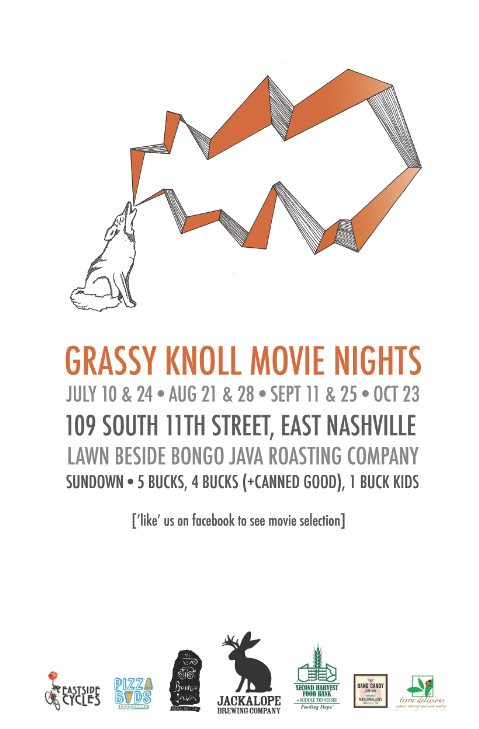 GRASSY KNOLL MOVIE NIGHTS
JULY 10 & 24 • AUG 21 & 28 • SEPT 11 & 25 • OCT 23
109 SOUTH 11TH STREET, EAST NASHVILLE
LAWN BESIDE BONGO JAVA ROASTING COMPANY
SUNDOWN • 5 BUCKS, 4 BUCKS (+CANNED GOOD), 1 BUCK KIDS
['like' us on facebook to see movie selection]
EASTSIDE
CYCLES
PIZZA
BUDS
Bongo
Java
JACKALOPE
BREWING COMPANY
SECOND HARVEST
FOOD BANK
of MIDDLE TENNESSEE
Feeding Hope
THE
BANG CANDY
COMPANY
MARSHMALLOWS
terra delicious